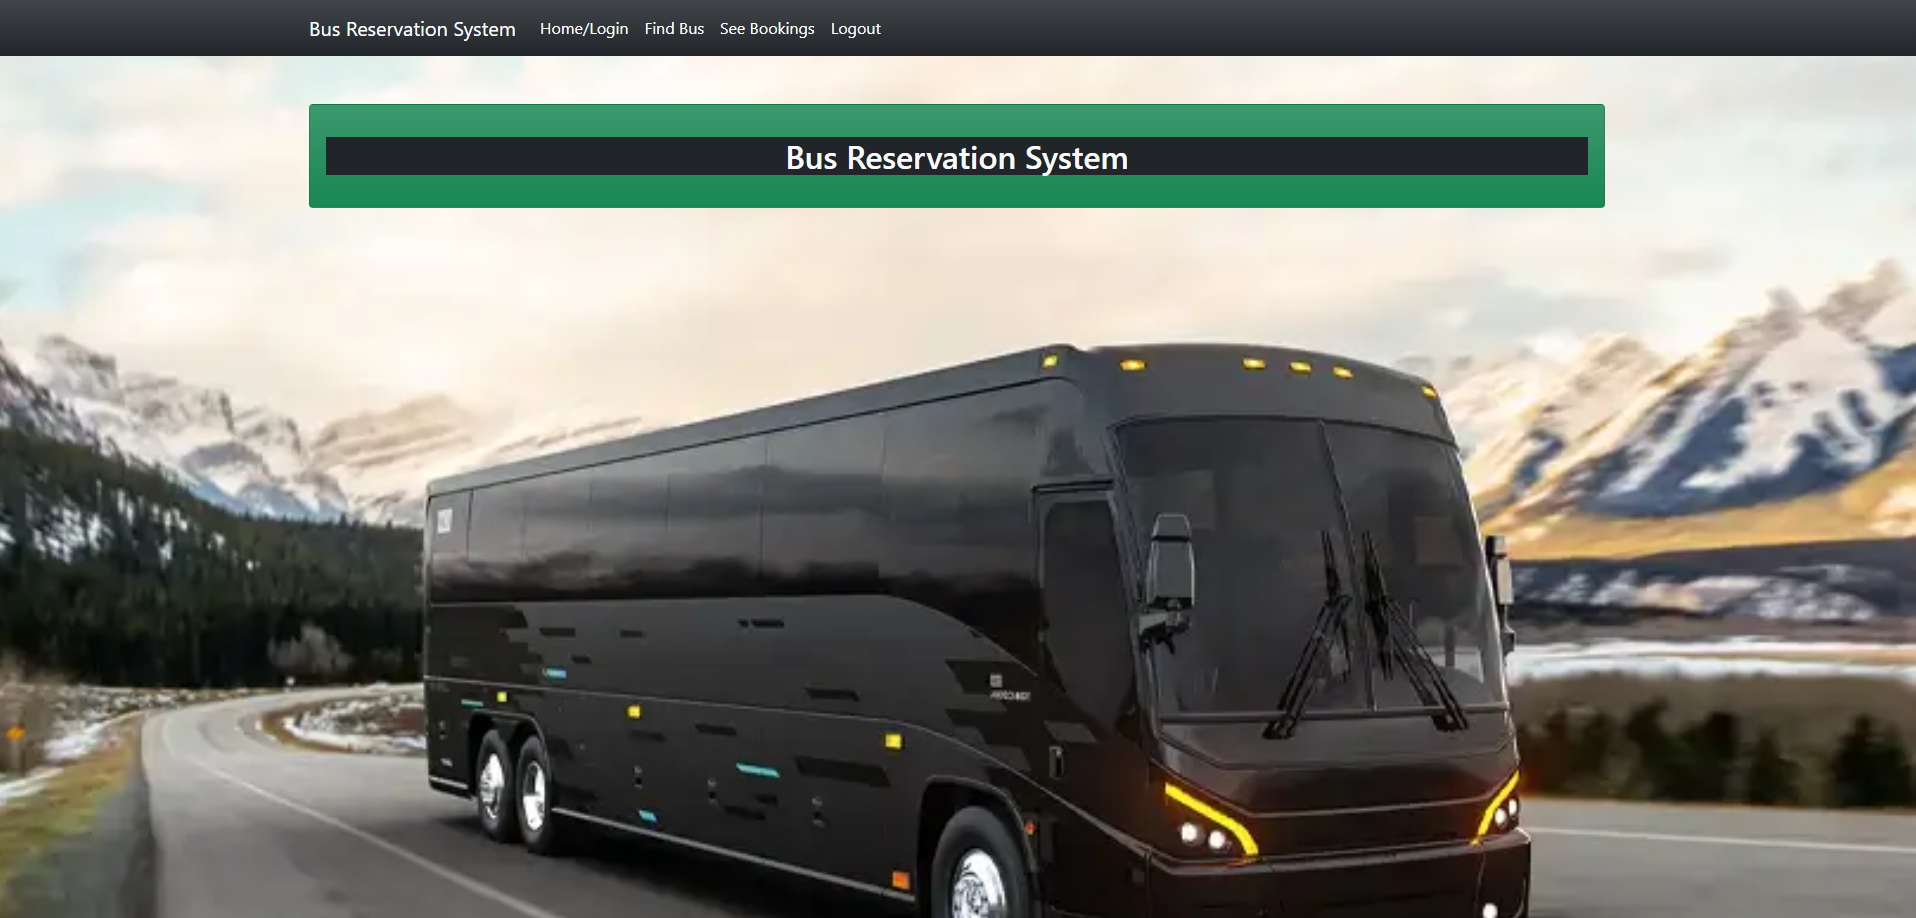 Bus Reservation System Home/Login Find Bus See Bookings Logout
Bus Reservation System